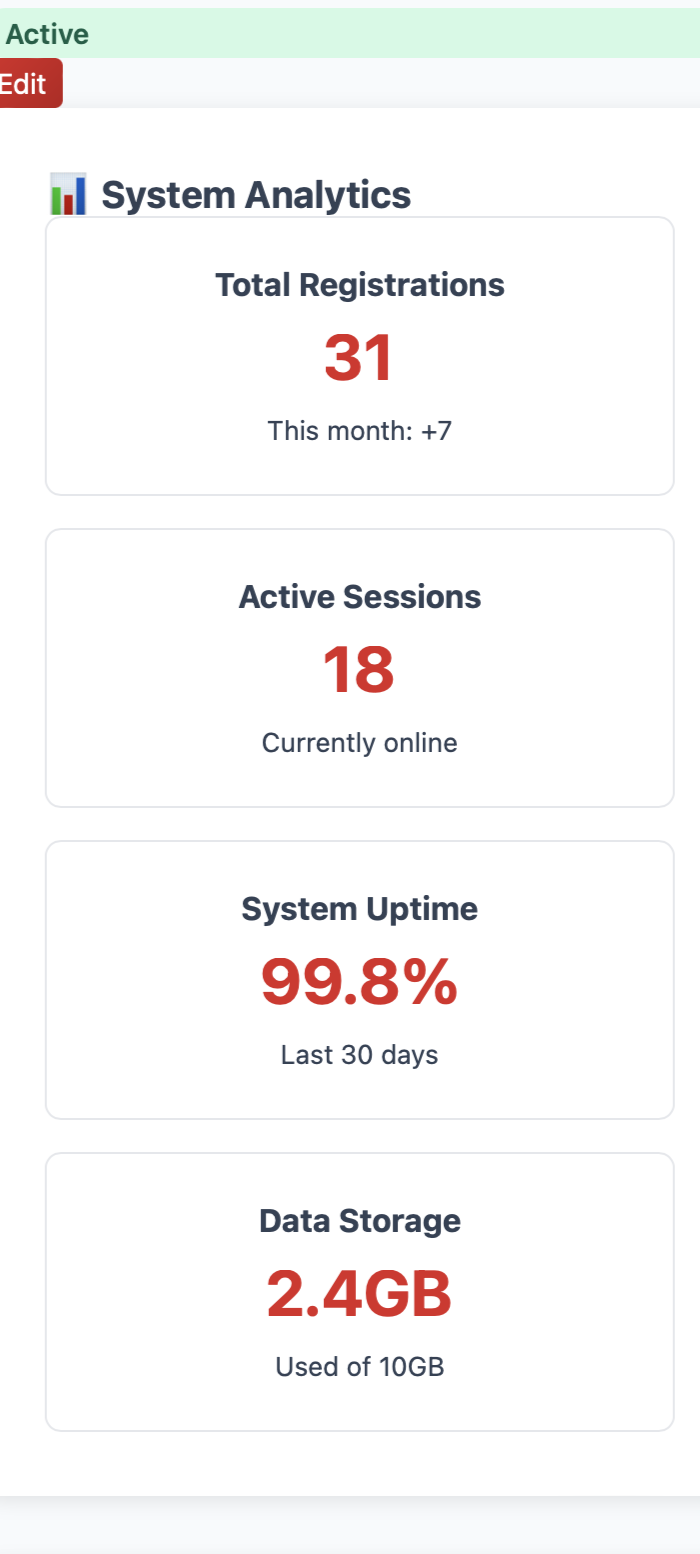 Active
Edit
System Analytics
Total Registrations
31
This month: +7
Active Sessions
18
Currently online
System Uptime
99.8%
Last 30 days
Data Storage
2.4GB
Used of 10GB